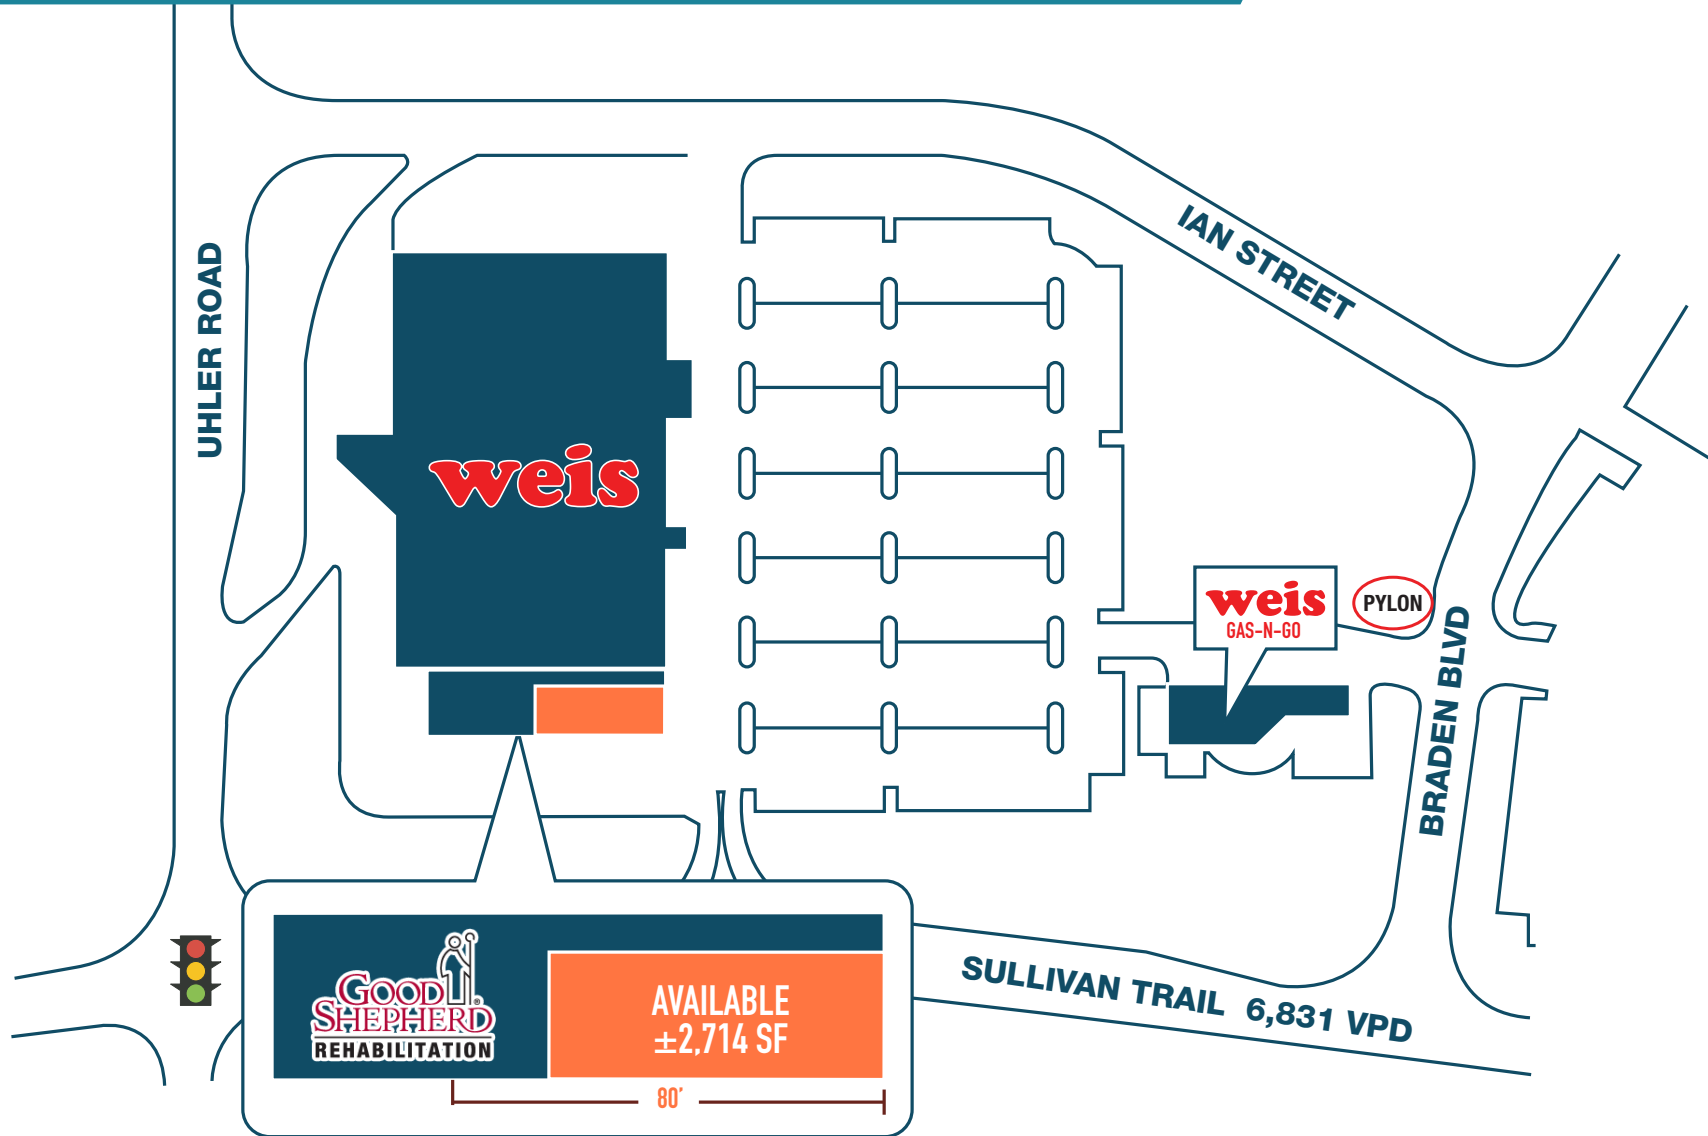 IAN STREET
UHLER ROAD
weis
weis
GAS-N-GO
PYLON
BRADEN BLVD
GOOD
SHEPHERD®
REHABILITATION
AVAILABLE
±2,714 SF
80'
SULLIVAN TRAIL 6,831 VPD